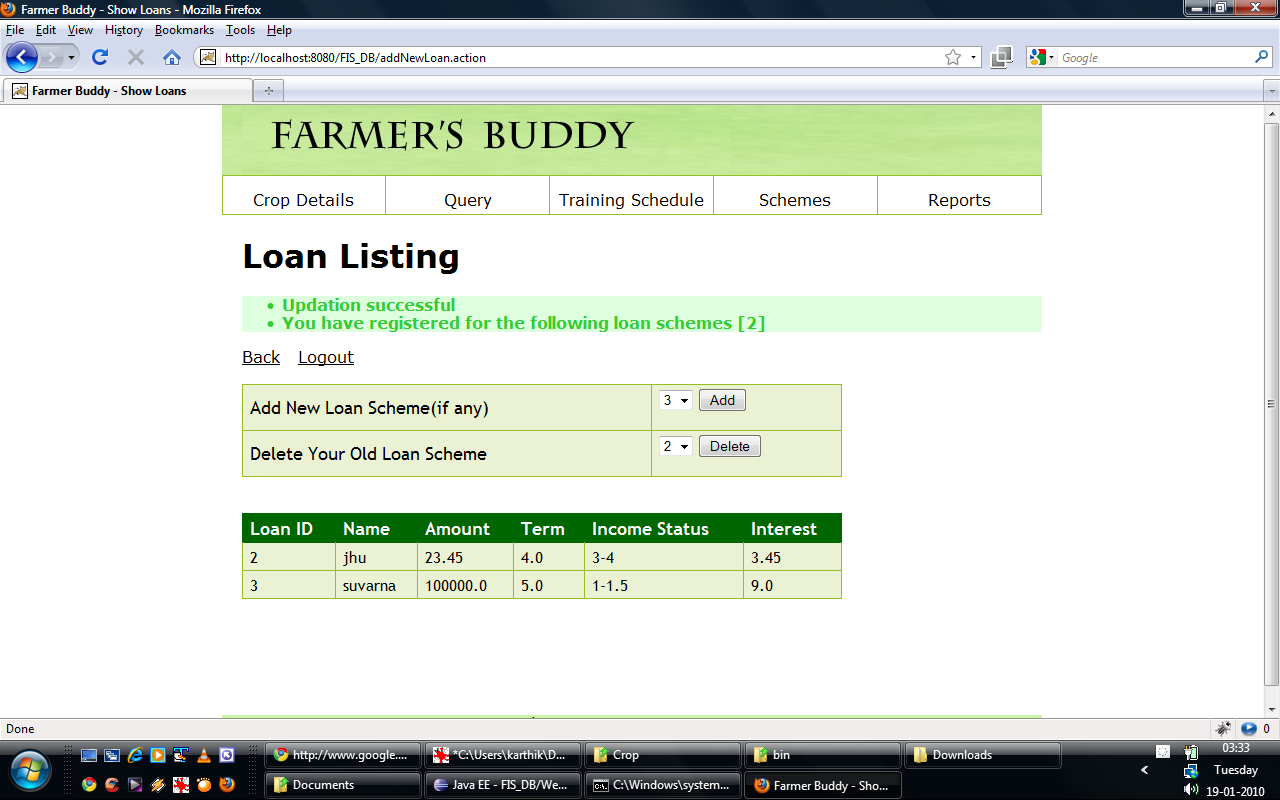 Farmer Buddy - Show Loans - Mozilla Firefox
File Edit View History Bookmarks Tools Help
http://localhost:8080/FIS_DB/addNewLoan.action
Google
Farmer Buddy - Show Loans
FARMER'S BUDDY
Crop Details Query Training Schedule Schemes Reports
Loan Listing
• Updation successful
• You have registered for the following loan schemes [2]
Back Logout
Add New Loan Scheme(if any) 3 Add
Delete Your Old Loan Scheme 2 Delete
Loan ID Name Amount Term Income Status Interest
2 jhu 23.45 4.0 3-4 3.45
3 suvarna 100000.0 5.0 1-1.5 9.0
Done 0
http://www.google.... *C:\Users\karthik\D... Crop bin Downloads 03:33
Tuesday
Documents Java EE - FIS_DB/We... C:\Windows\system... Farmer Buddy - Sho... 19-01-2010